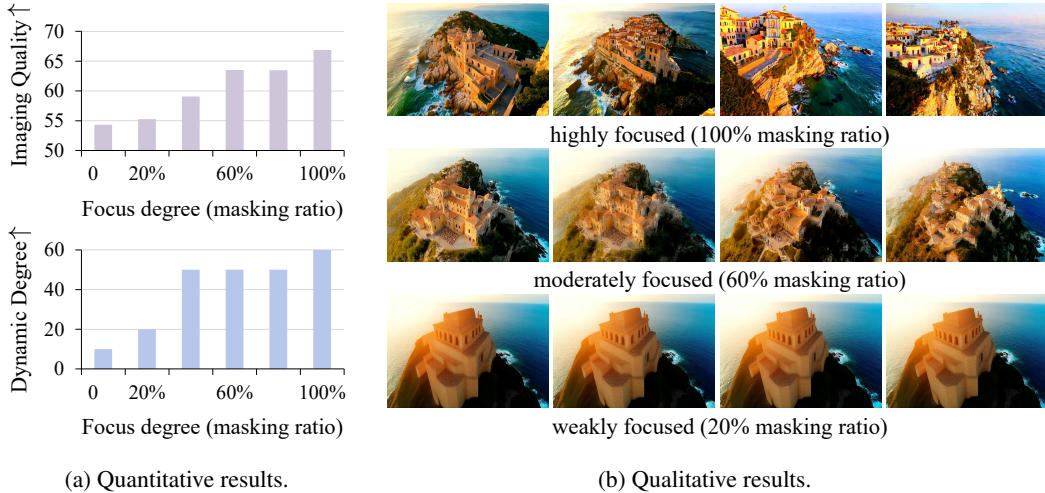 Imaging Quality↑
70
65
60
55
50
0 20% 60% 100%
Focus degree (masking ratio)
Dynamic Degree↑
60
40
20
0
0 20% 60% 100%
Focus degree (masking ratio)
(a) Quantitative results.
highly focused (100% masking ratio)
moderately focused (60% masking ratio)
weakly focused (20% masking ratio)
(b) Qualitative results.